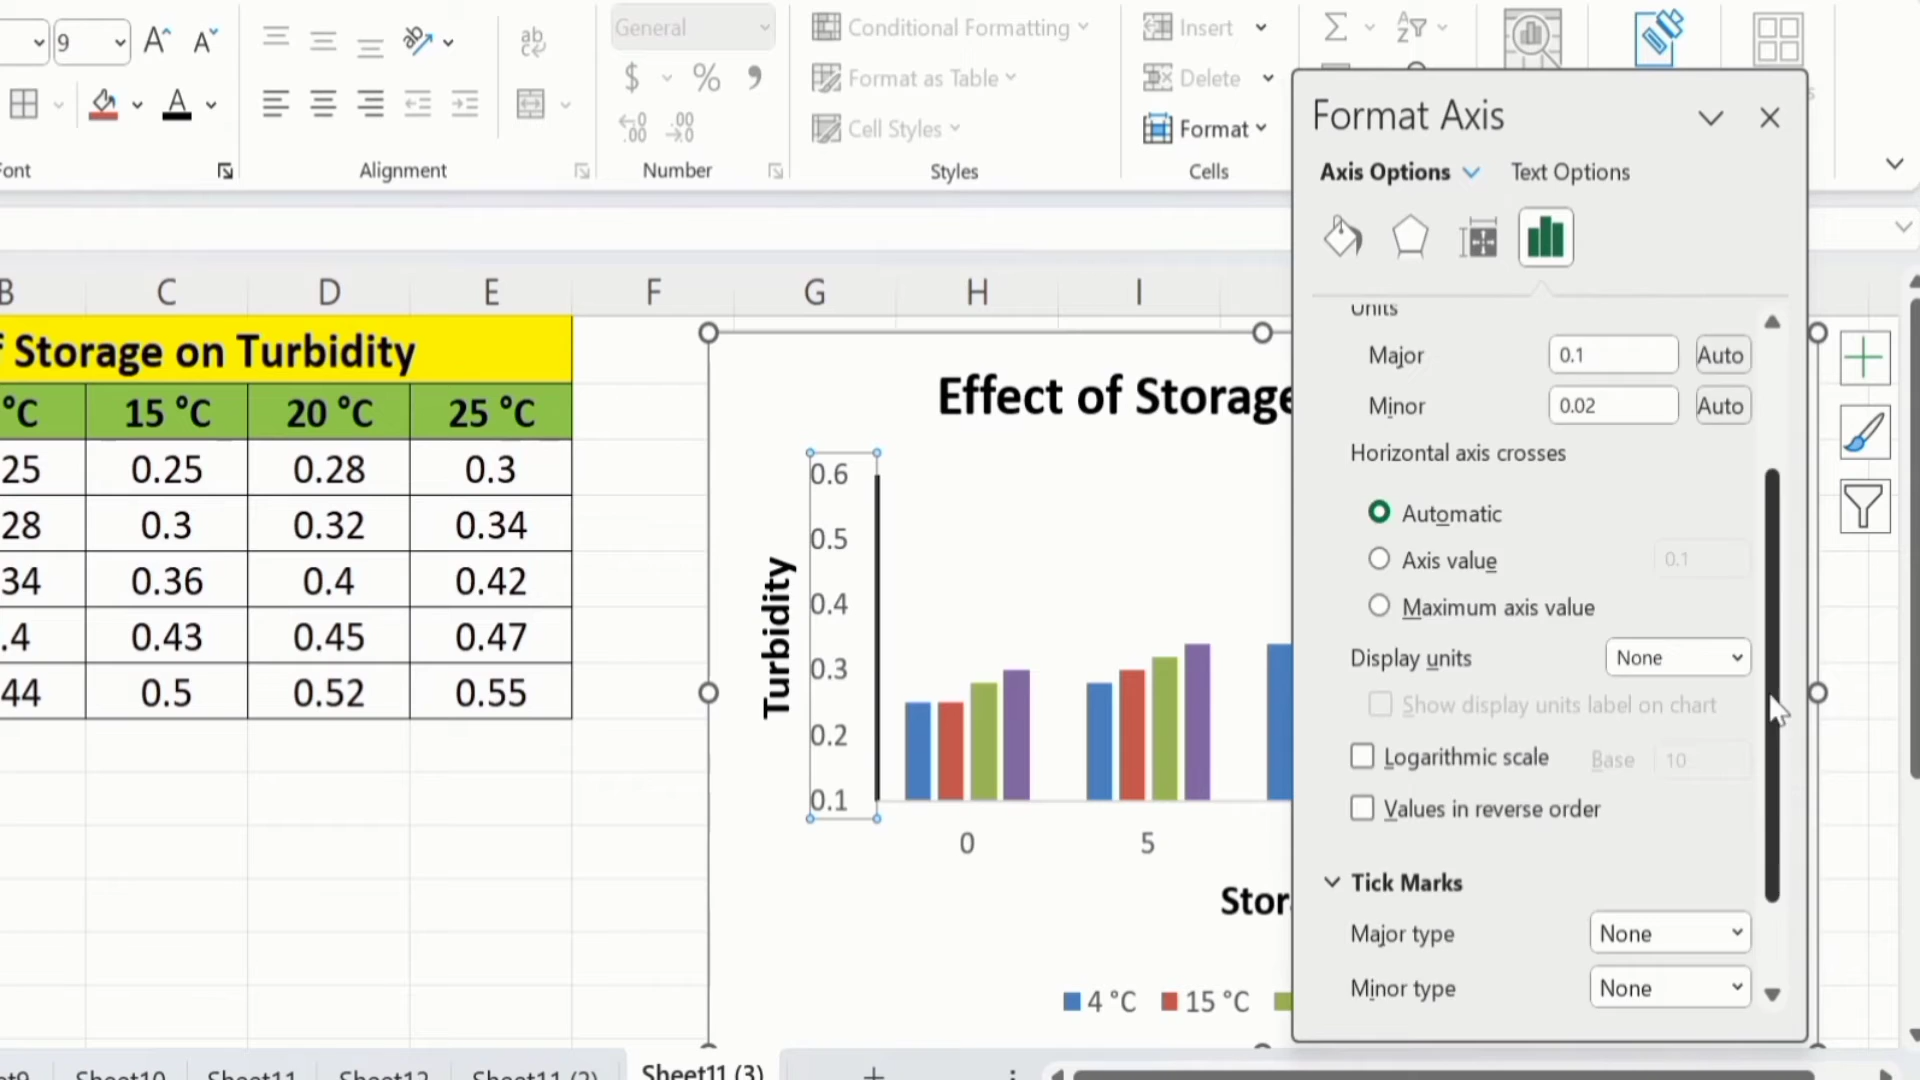 9
General
Conditional Formatting
Insert
Format as Table
Delete
Cell Styles
Format
Alignment
Number
Styles
Cells
Format Axis
Axis Options
Text Options
B
C
D
E
F
G
H
I
Storage on Turbidity
°C
15 °C
20 °C
25 °C
25
0.25
0.28
0.3
28
0.3
0.32
0.34
34
0.36
0.4
0.42
.4
0.43
0.45
0.47
44
0.5
0.52
0.55
Effect of Storage
Turbidity
0.6
0.5
0.4
0.3
0.2
0.1
0
5
4 °C
15 °C
Units
Major
0.1
Auto
Minor
0.02
Auto
Horizontal axis crosses
Automatic
Axis value
0.1
Maximum axis value
Display units
None
Show display units label on chart
Logarithmic scale
Base
10
Values in reverse order
Tick Marks
Major type
None
Minor type
None
Sheet10
Sheet11
Sheet12
Sheet11 (2)
Sheet11 (3)